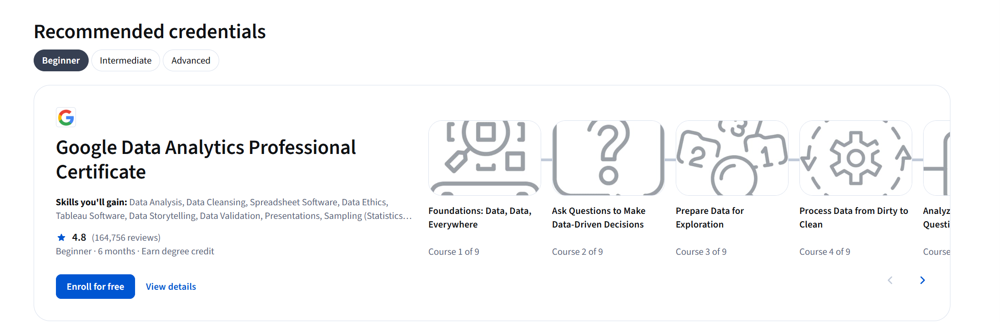 Recommended credentials
Beginner
Intermediate
Advanced
Google Data Analytics Professional
Certificate
Skills you'll gain: Data Analysis, Data Cleansing, Spreadsheet Software, Data Ethics,
Tableau Software, Data Storytelling, Data Validation, Presentations, Sampling (Statistics…
4.8 (164,756 reviews)
Beginner · 6 months · Earn degree credit
Enroll for free
View details
3
2
1
Foundations: Data, Data,
Everywhere
Course 1 of 9
Ask Questions to Make
Data-Driven Decisions
Course 2 of 9
Prepare Data for
Exploration
Course 3 of 9
Process Data from Dirty to
Clean
Course 4 of 9
Analyz
Questi
Course